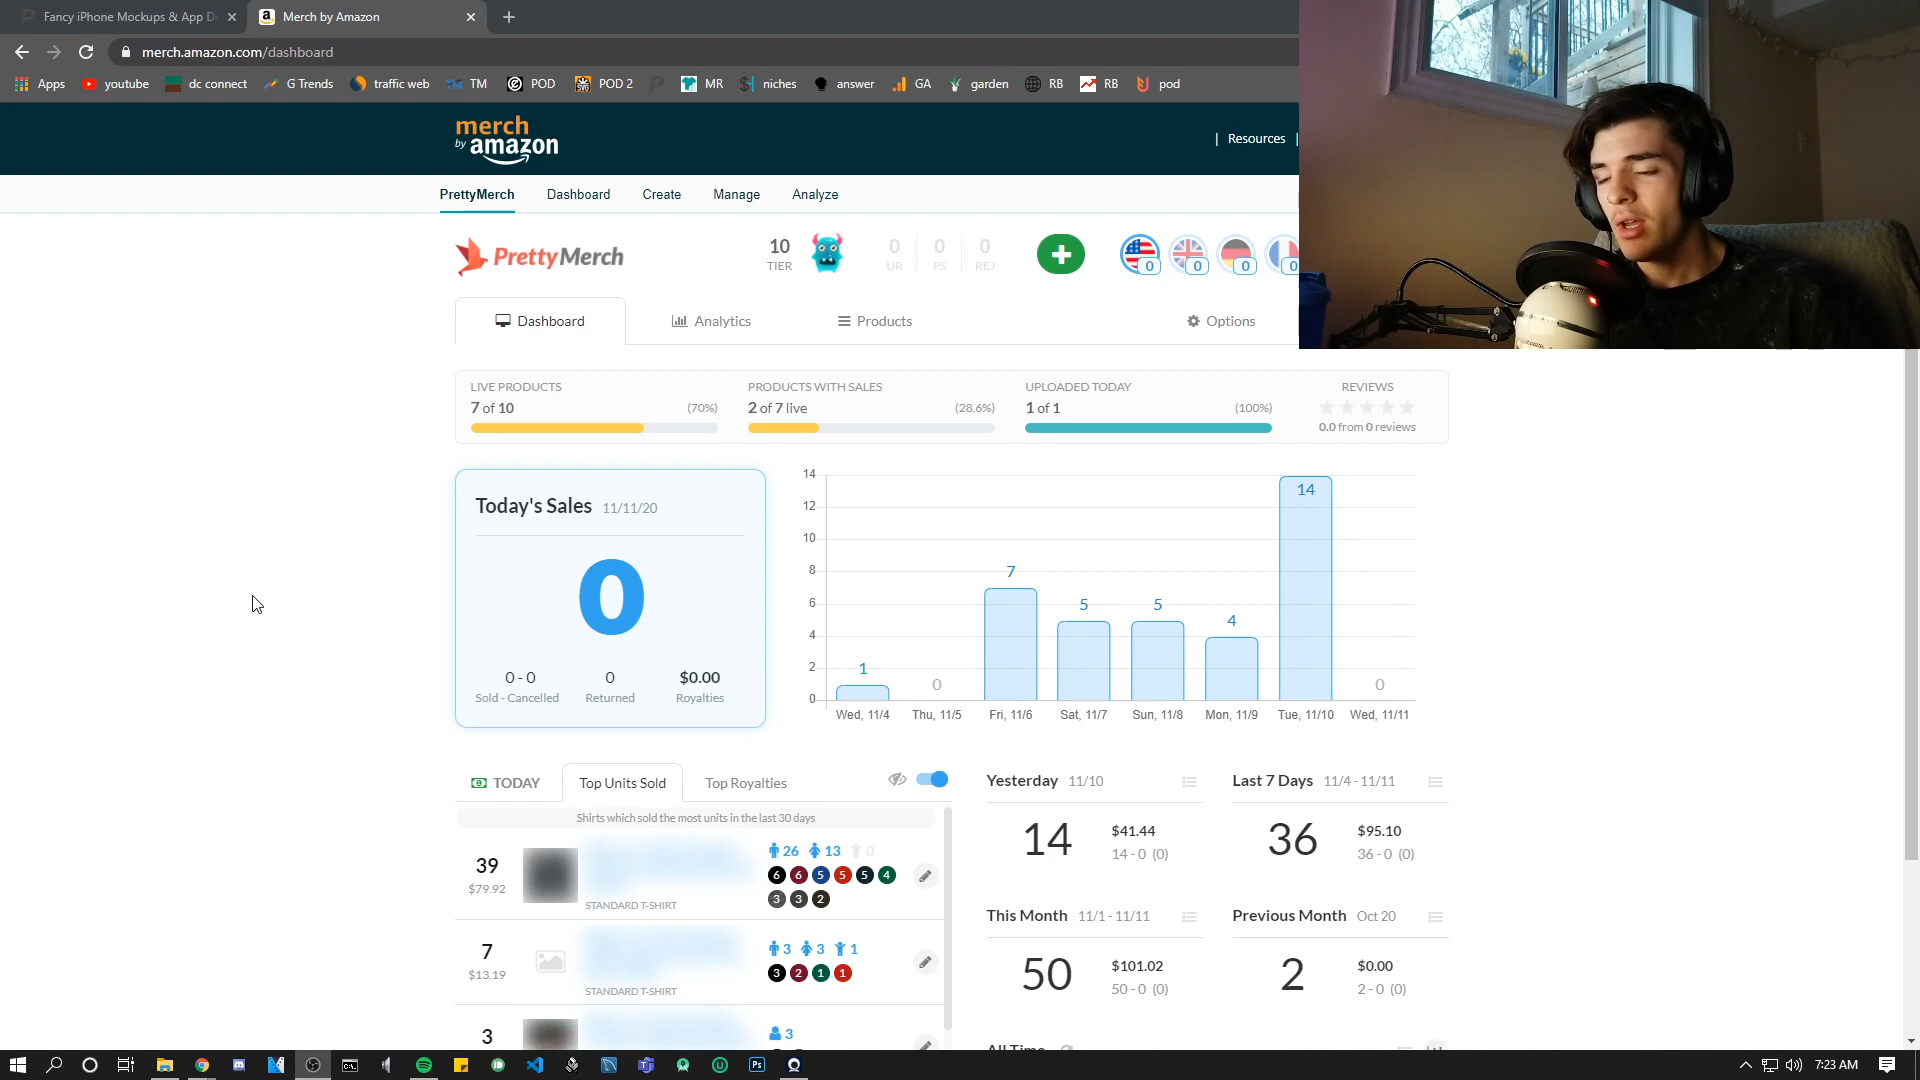 Fancy iPhone Mockups & App De
Merch by Amazon
merch.amazon.com/dashboard
Apps youtube dc connect G Trends traffic web TM POD POD 2 MR niches answer GA garden RB RB pod
merch
by amazon
| Resources |
PrettyMerch Dashboard Create Manage Analyze
PrettyMerch
10 0 0 0
TIER UR PS REJ
0 0 0 0
Dashboard Analytics Products Options
LIVE PRODUCTS PRODUCTS WITH SALES UPLOADED TODAY REVIEWS
7 of 10 (70%) 2 of 7 live (28.6%) 1 of 1 (100%)
0.0 from 0 reviews
Today's Sales 11/11/20
0
0 - 0 0 $0.00
Sold - Cancelled Returned Royalties
14
12
10
8
6
4
2
0
1 0 7 5 5 4 14 0
Wed, 11/4 Thu, 11/5 Fri, 11/6 Sat, 11/7 Sun, 11/8 Mon, 11/9 Tue, 11/10 Wed, 11/11
TODAY Top Units Sold Top Royalties
Shirts which sold the most units in the last 30 days
39 26 13 0
$79.92 6 6 5 5 5 4
3 3 2
STANDARD T-SHIRT
7 3 3 1
$13.19 3 2 1 1
STANDARD T-SHIRT
3 3
Yesterday 11/10
14 $41.44
14 - 0 (0)
Last 7 Days 11/4 - 11/11
36 $95.10
36 - 0 (0)
This Month 11/1 - 11/11
50 $101.02
50 - 0 (0)
Previous Month Oct 20
2 $0.00
2 - 0 (0)
All Time
7:23 AM